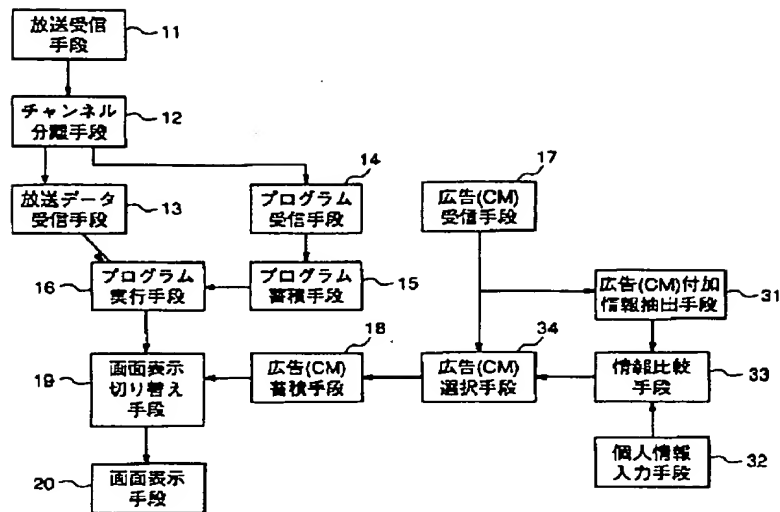 放送受信
手段
11
チャンネル
分離手段
12
放送データ
受信手段
13
プログラム
受信手段
14
広告(CM)
受信手段
17
プログラム
実行手段
16
プログラム
蓄積手段
15
広告(CM)付加
情報抽出手段
31
画面表示
切り替え
手段
19
広告(CM)
蓄積手段
18
広告(CM)
選択手段
34
情報比較
手段
33
画面表示
手段
20
個人情報
入力手段
32